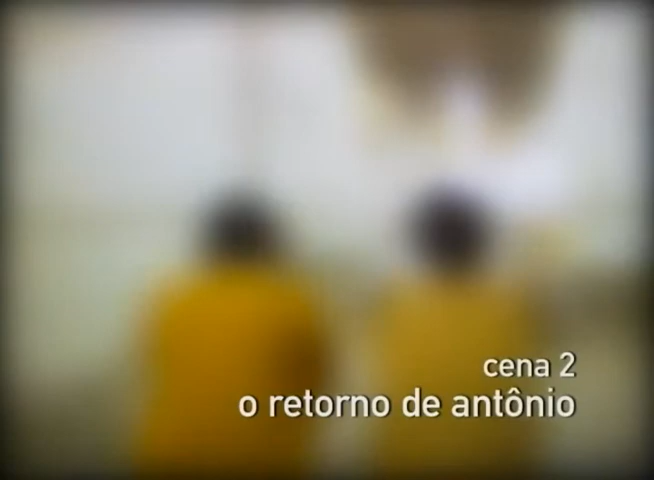 cena 2
o retorno de antônio